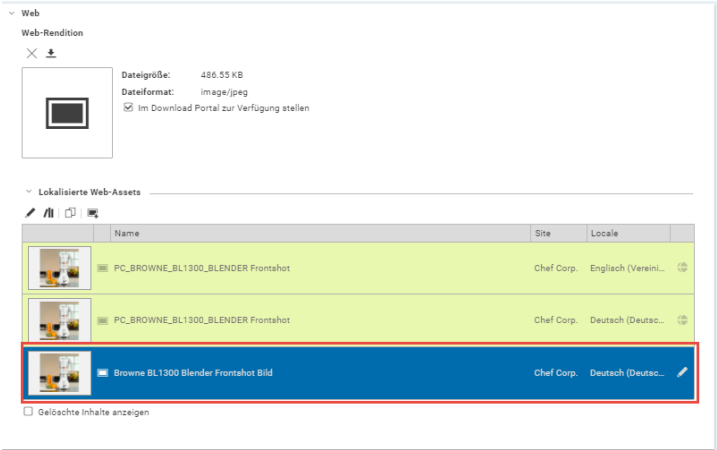 Web
Web-Rendition
Dateigröße: 486.55 KB
Dateiformat: image/jpeg
Im Download Portal zur Verfügung stellen
Lokalisierte Web-Assets
Name Site Locale
PC_BROWNE_BL1300_BLENDER Frontshot Chef Corp. Englisch (Vereini...
PC_BROWNE_BL1300_BLENDER Frontshot Chef Corp. Deutsch (Deutsc...
Browne BL1300 Blender Frontshot Bild Chef Corp. Deutsch (Deutsc...
Gelöschte Inhalte anzeigen